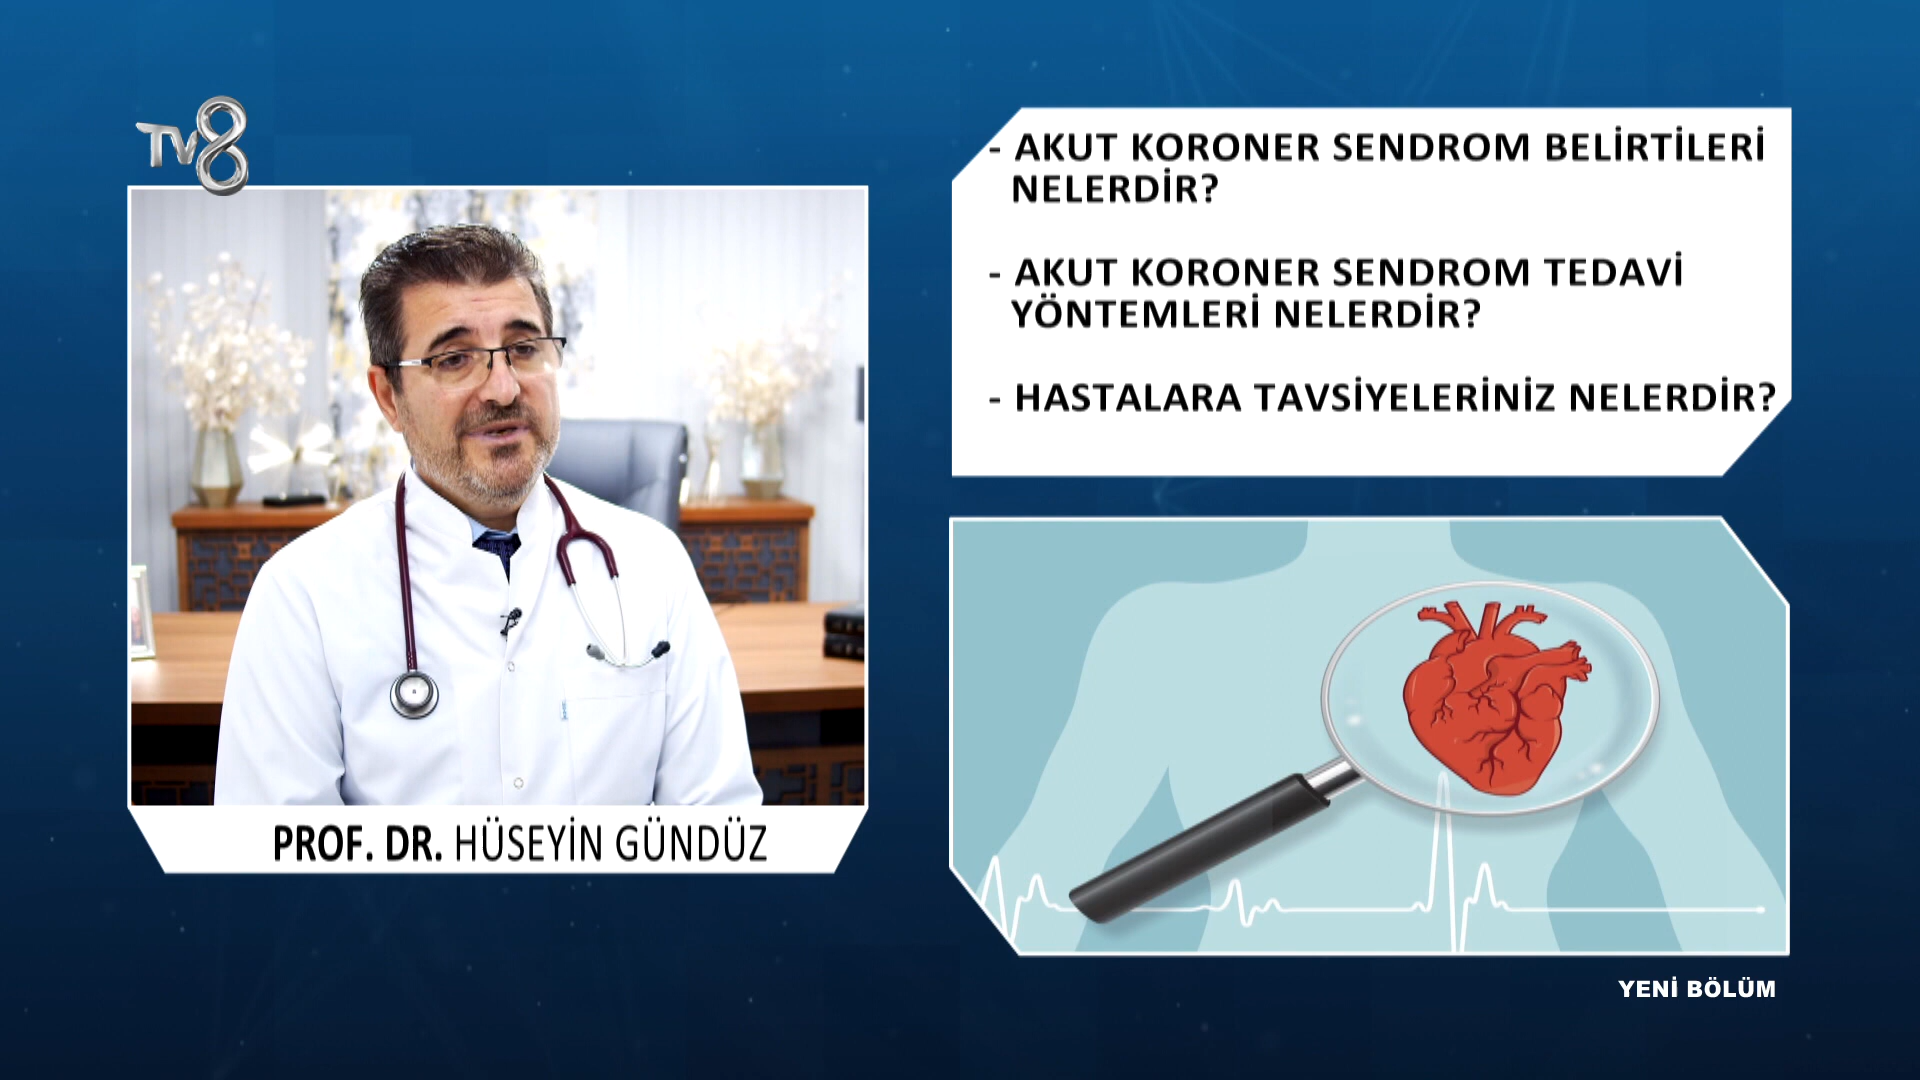 TV8
- AKUT KORONER SENDROM BELİRTİLERİ
NELERDİR?
- AKUT KORONER SENDROM TEDAVİ
YÖNTEMLERİ NELERDİR?
- HASTALARA TAVSİYELERİNİZ NELERDİR?
PROF. DR. HÜSEYİN GÜNDÜZ
YENİ BÖLÜM